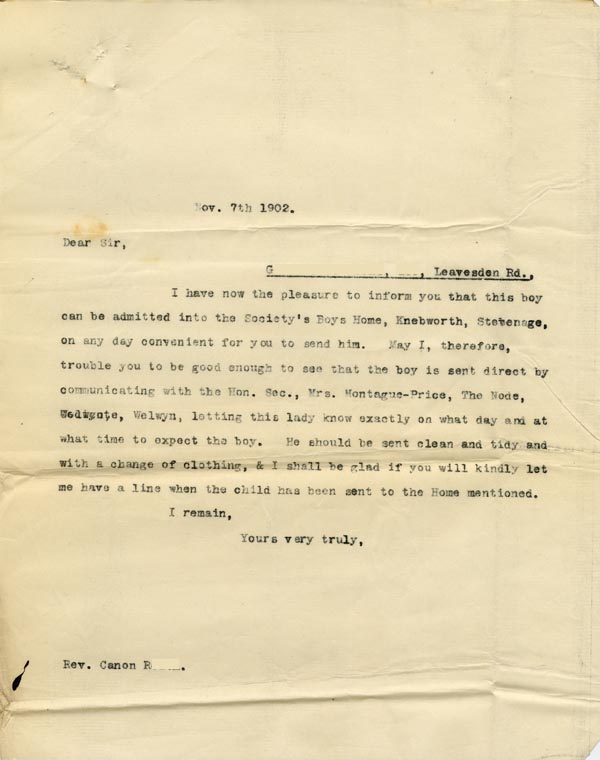 Nov. 7th 1902.
Dear Sir,
G , , Leavesden Rd.,
I have now the pleasure to inform you that this boy
can be admitted into the Society's Boys Home, Knebworth, Stevenage,
on any day convenient for you to send him. May I, therefore,
trouble you to be good enough to see that the boy is sent direct by
communicating with the Hon. Sec., Mrs. Montague-Price, The Node,
Welwyn, letting this lady know exactly on what day and at
what time to expect the boy. He should be sent clean and tidy and
with a change of clothing, & I shall be glad if you will kindly let
me have a line when the child has been sent to the Home mentioned.
I remain,
Yours very truly,
Rev. Canon R .